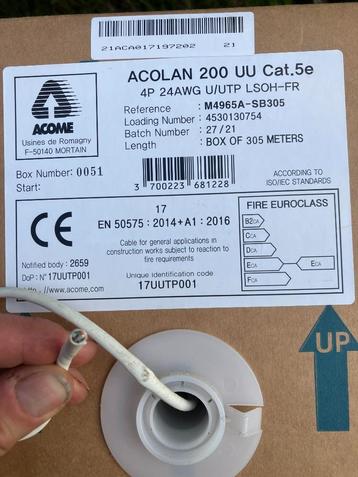 21ACA017197202 21
ACOME
Usines de Romagny
F-50140 MORTAIN
ACOLAN 200 UU Cat.5e
4P 24AWG U/UTP LSOH-FR
Reference : M4965A-SB305
Loading Number : 4530130754
Batch Number : 27/21
Length : BOX OF 305 METERS
Box Number: 0051
Start:
3 700223 681228
ACCORDING TO
ISO/IEC STANDARDS
CE
17
EN 50575 : 2014+A1 : 2016
Cable for general applications in
construction works subject to reaction to
fire requirements
Notified body : 2659
DoP : N° 17UUTP001
//www.acome.com
Unique identification code
17UUTP001
FIRE EUROCLASS
B2CA
CCA
DCA
ECA ECA
FCA
UP